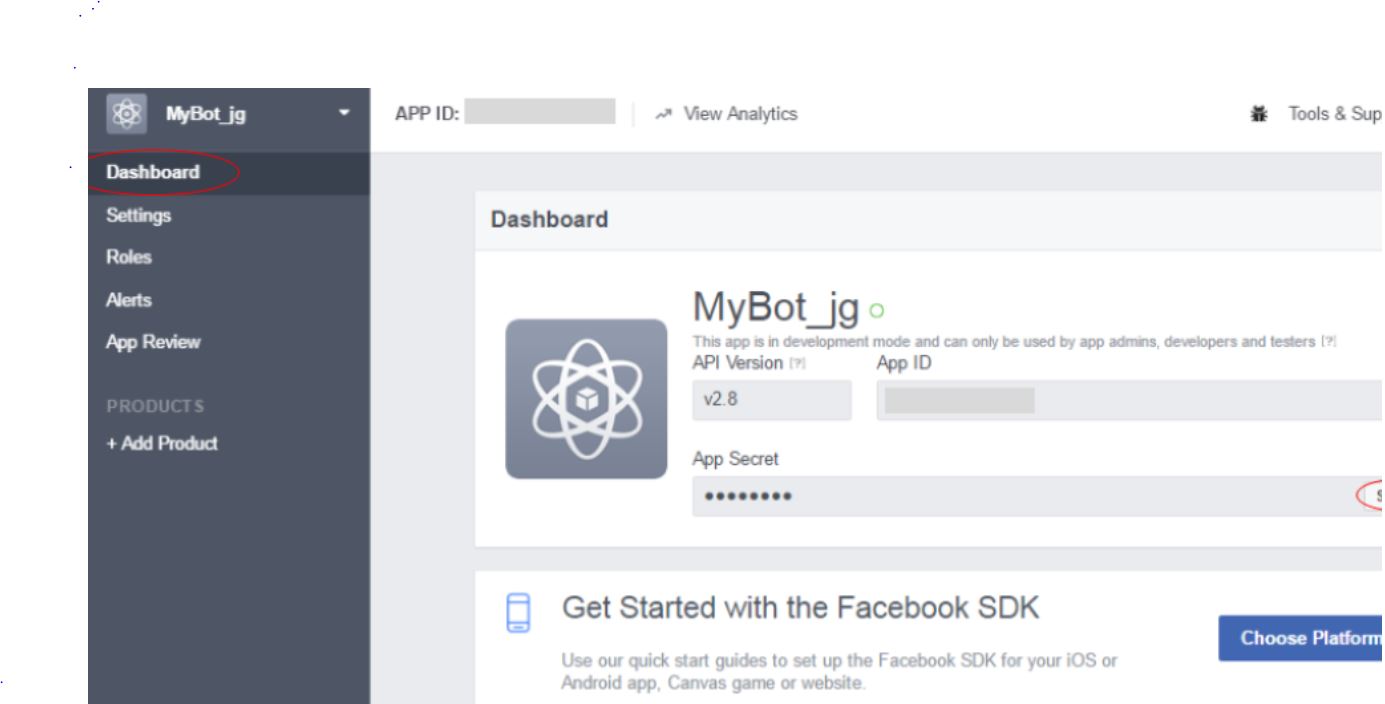 MyBot_jg
APP ID:
View Analytics
Tools & Sup
Dashboard
Settings
Roles
Alerts
App Review
PRODUCTS
+ Add Product
Dashboard
MyBot_jg
This app is in development mode and can only be used by app admins, developers and testers [?]
API Version [?]
App ID
v2.8
App Secret
●●●●●●●●
S
Get Started with the Facebook SDK
Use our quick start guides to set up the Facebook SDK for your iOS or
Android app, Canvas game or website.
Choose Platform